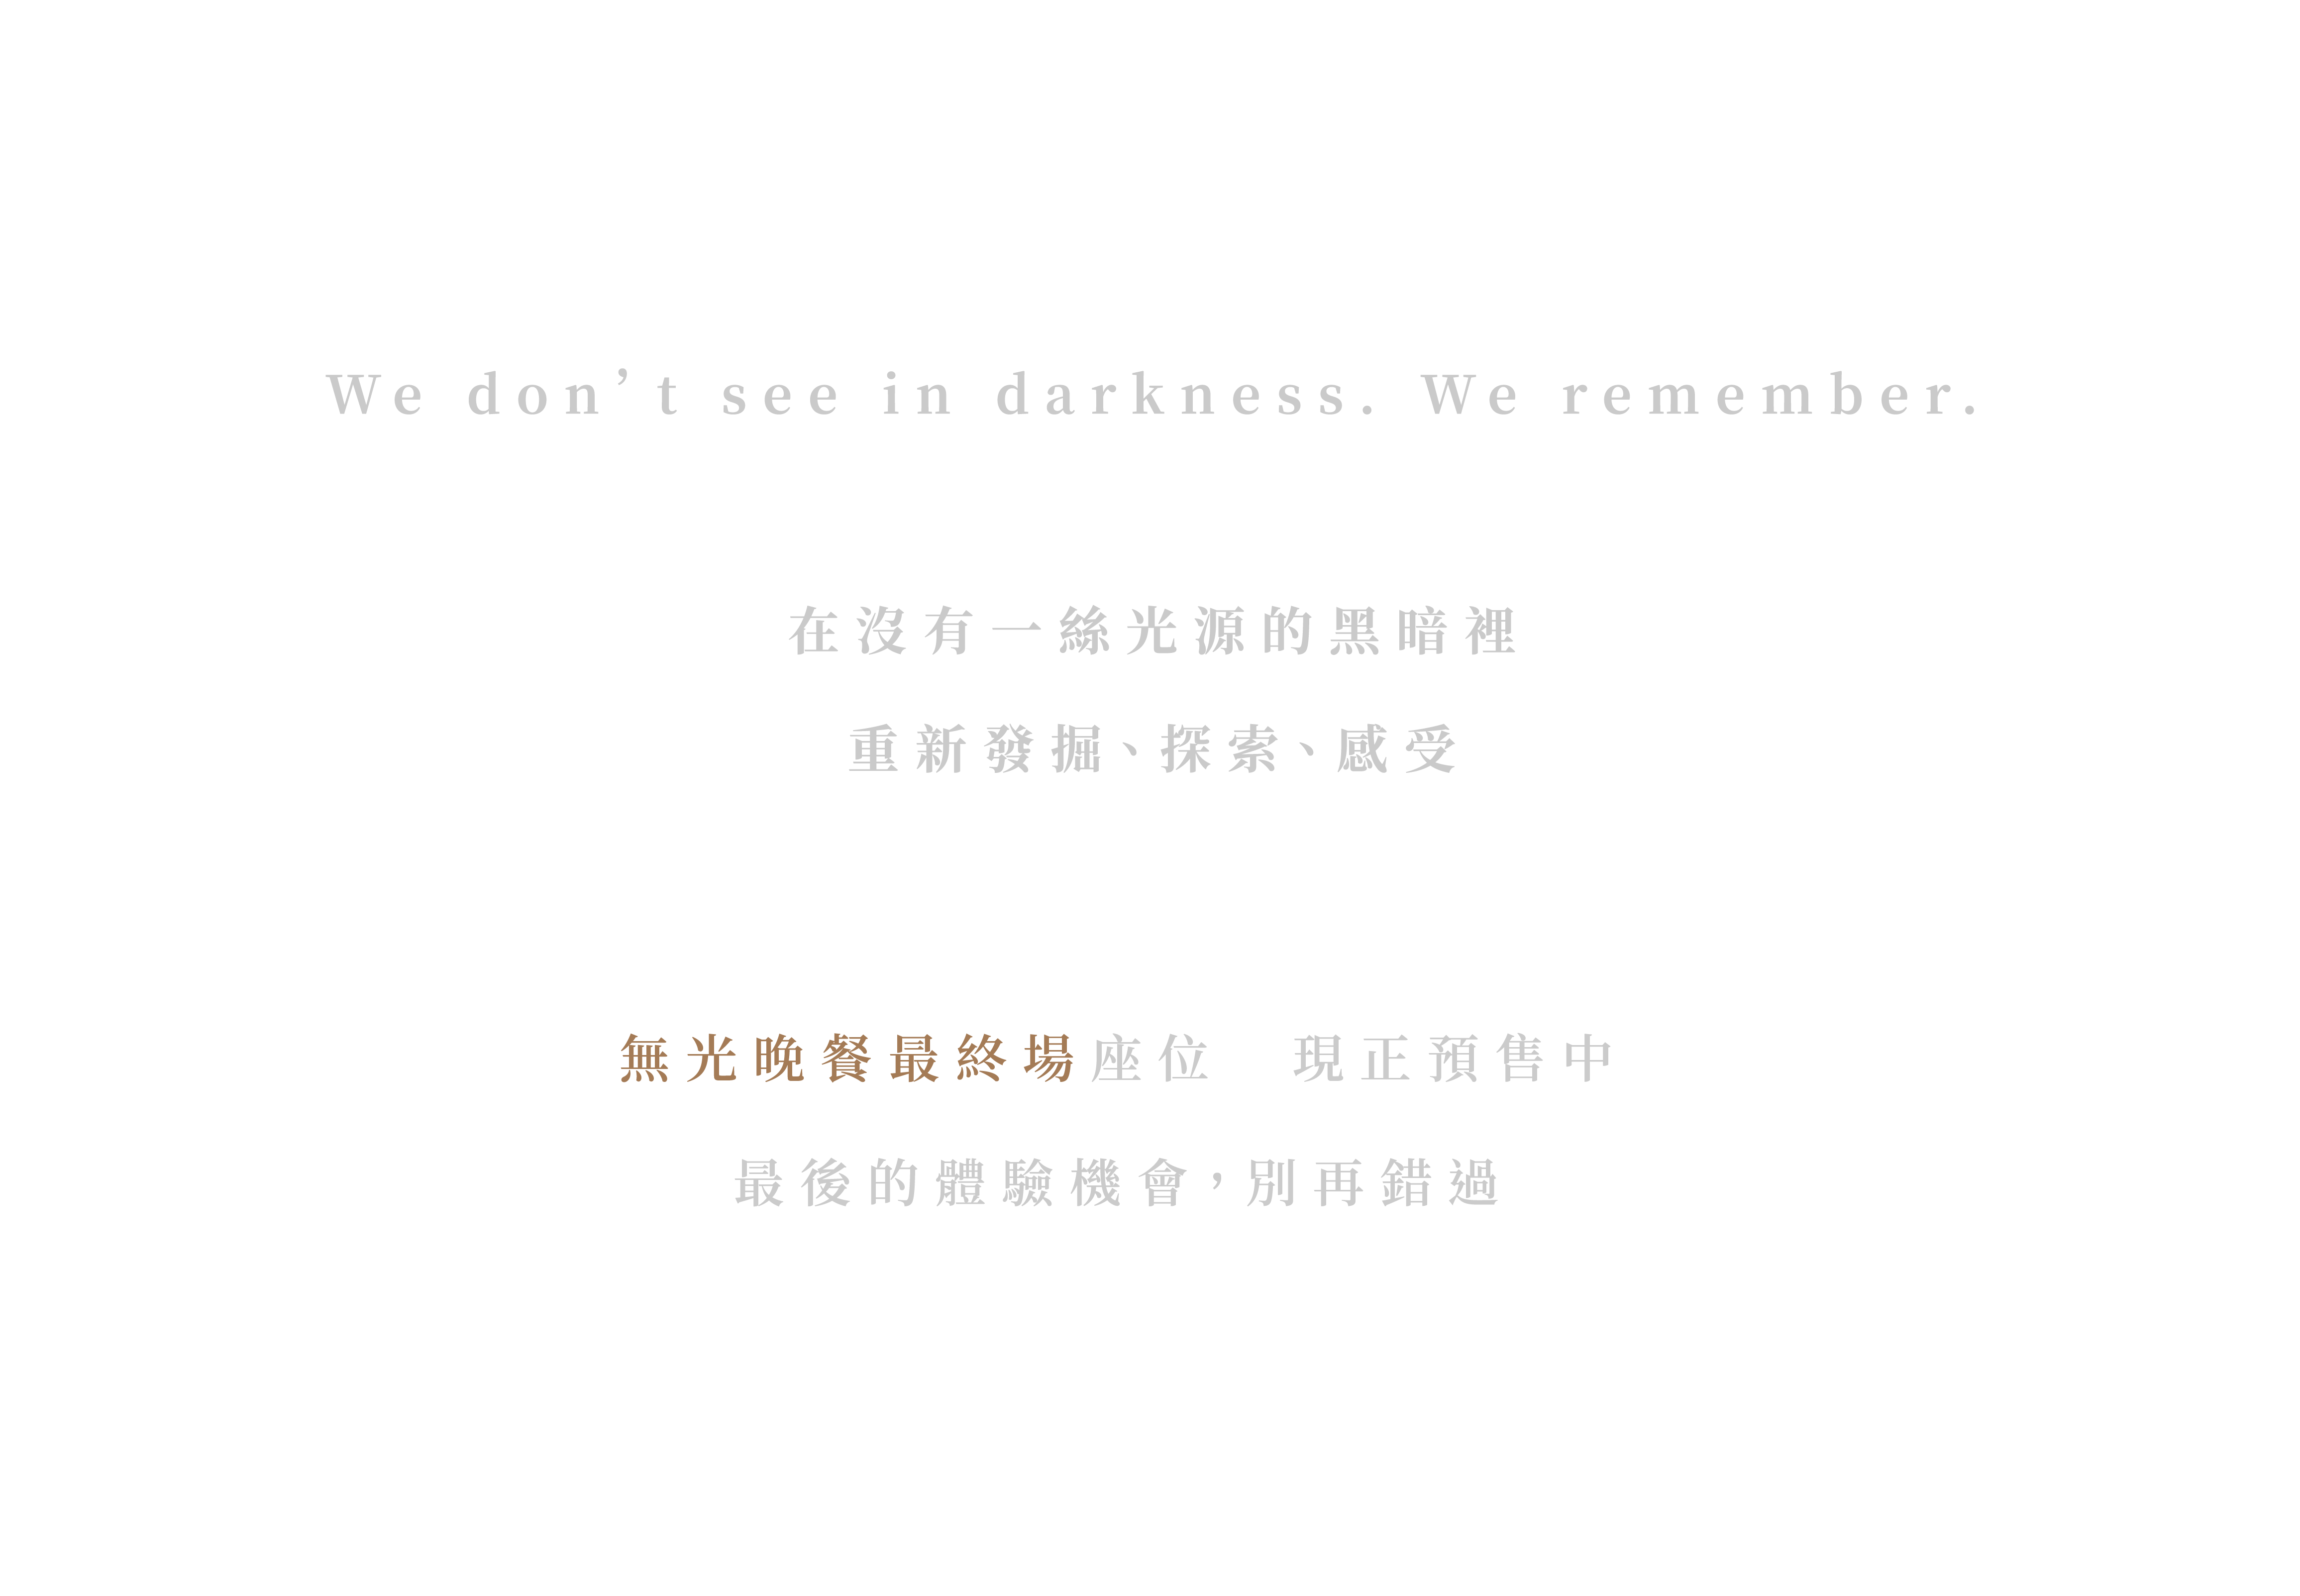 We don’t see in darkness. We remember.
在沒有一絲光源的黑暗裡
重新發掘、探索、感受
無光晚餐最終場座位，現正預售中
最後的體驗機會，別再錯過